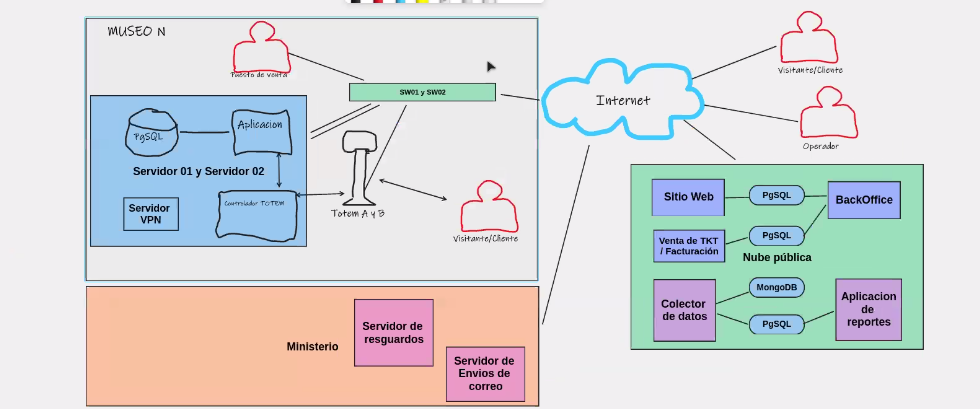 MUSEO N
Puesto de venta
SW01 y SW02
PgSQL
Aplicacion
Servidor 01 y Servidor 02
Servidor
VPN
Controlador TOTEM
Totem A y B
Visitante/Cliente
Internet
Visitante/Cliente
Operador
Sitio Web
PgSQL
BackOffice
Venta de TKT
/ Facturación
PgSQL
Nube pública
Colector
de datos
MongoDB
PgSQL
Aplicacion
de
reportes
Ministerio
Servidor de
resguardos
Servidor de
Envios de
correo